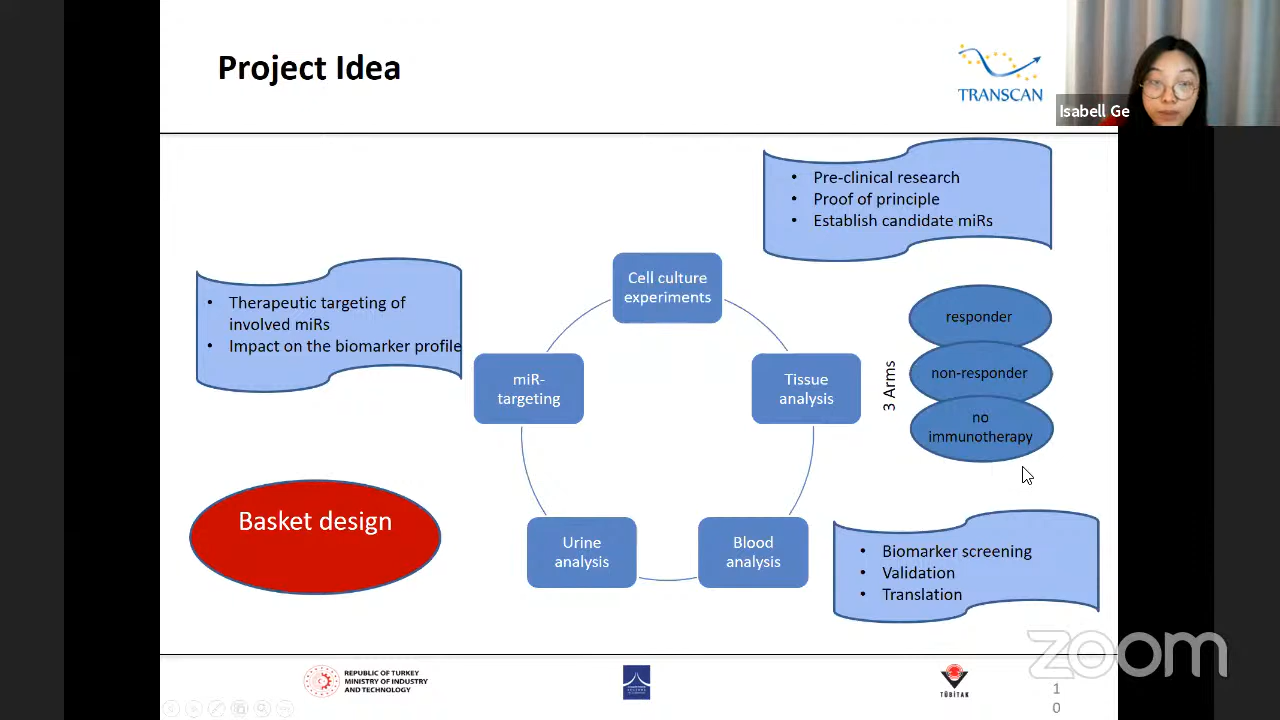 Project Idea
TRANSCAN
Isabell Ge
• Pre-clinical research
• Proof of principle
• Establish candidate miRs
• Therapeutic targeting of
involved miRs
• Impact on the biomarker profile
Cell culture
experiments
miR-
targeting
Tissue
analysis
3 Arms
responder
non-responder
no
immunotherapy
Basket design
Urine
analysis
Blood
analysis
• Biomarker screening
• Validation
• Translation
zoom
REPUBLIC OF TURKEY
MINISTRY OF INDUSTRY
AND TECHNOLOGY
TÜBİTAK
1
0